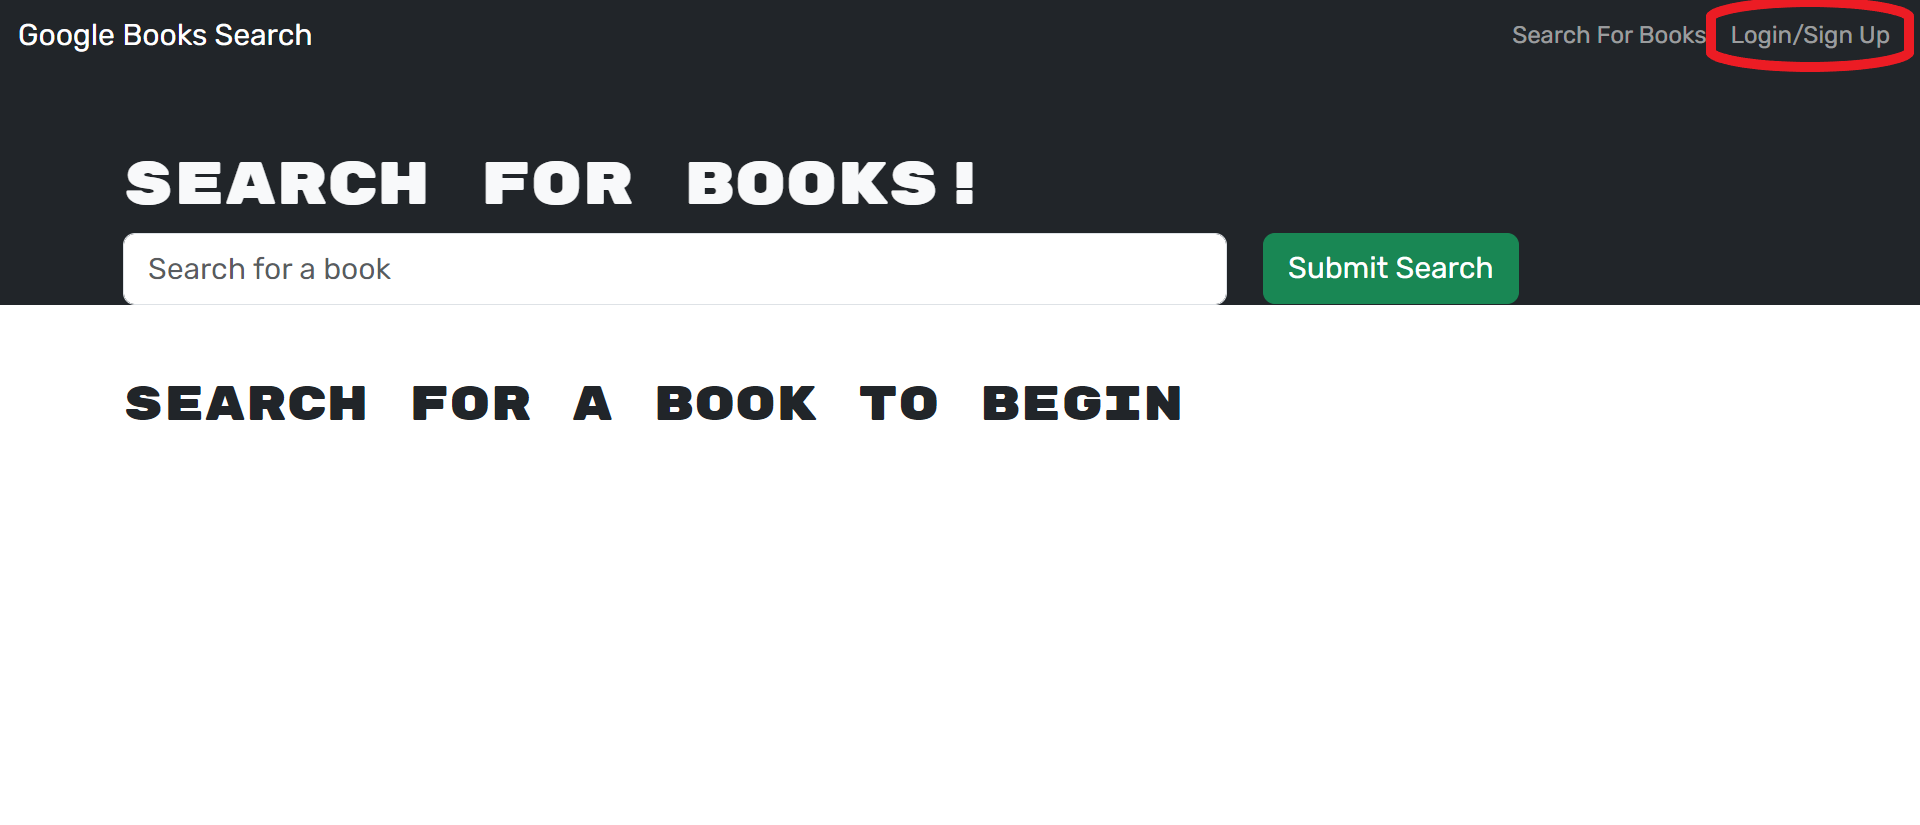 Google Books Search
Search For Books
Login/Sign Up
SEARCH FOR BOOKS!
Search for a book
Submit Search
SEARCH FOR A BOOK TO BEGIN